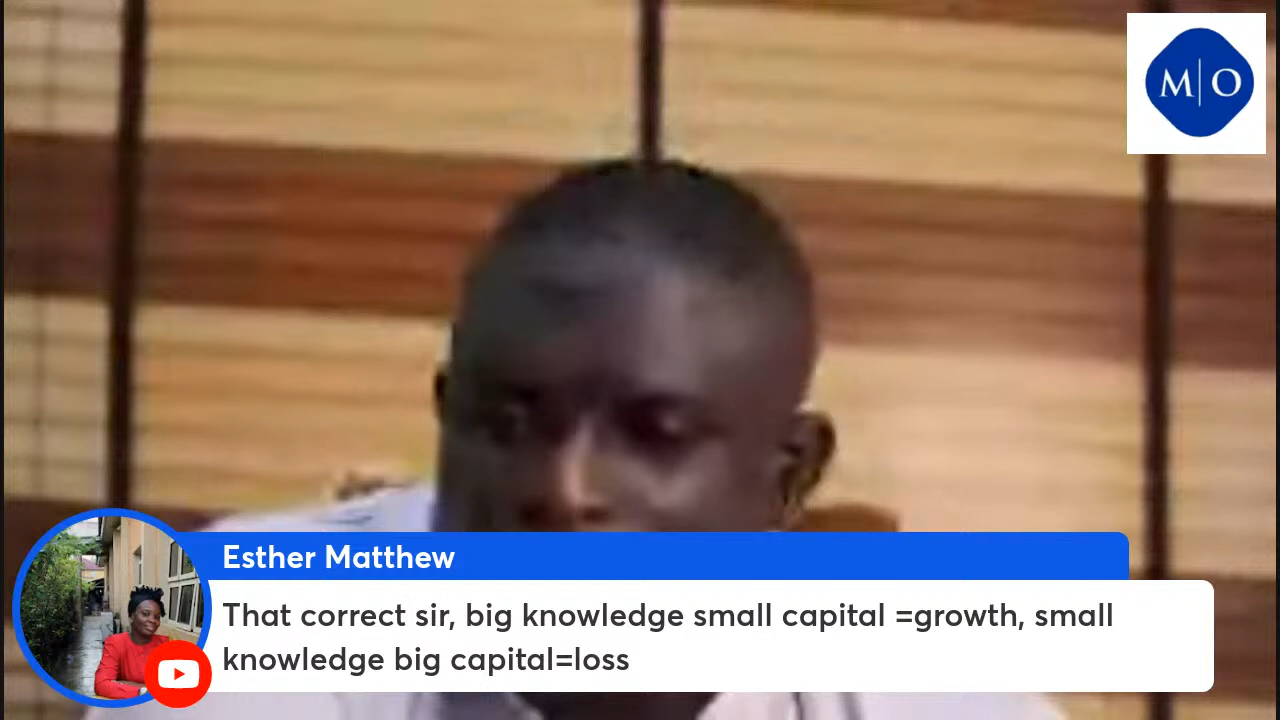 M|O
Esther Matthew
That correct sir, big knowledge small capital =growth, small
knowledge big capital=loss